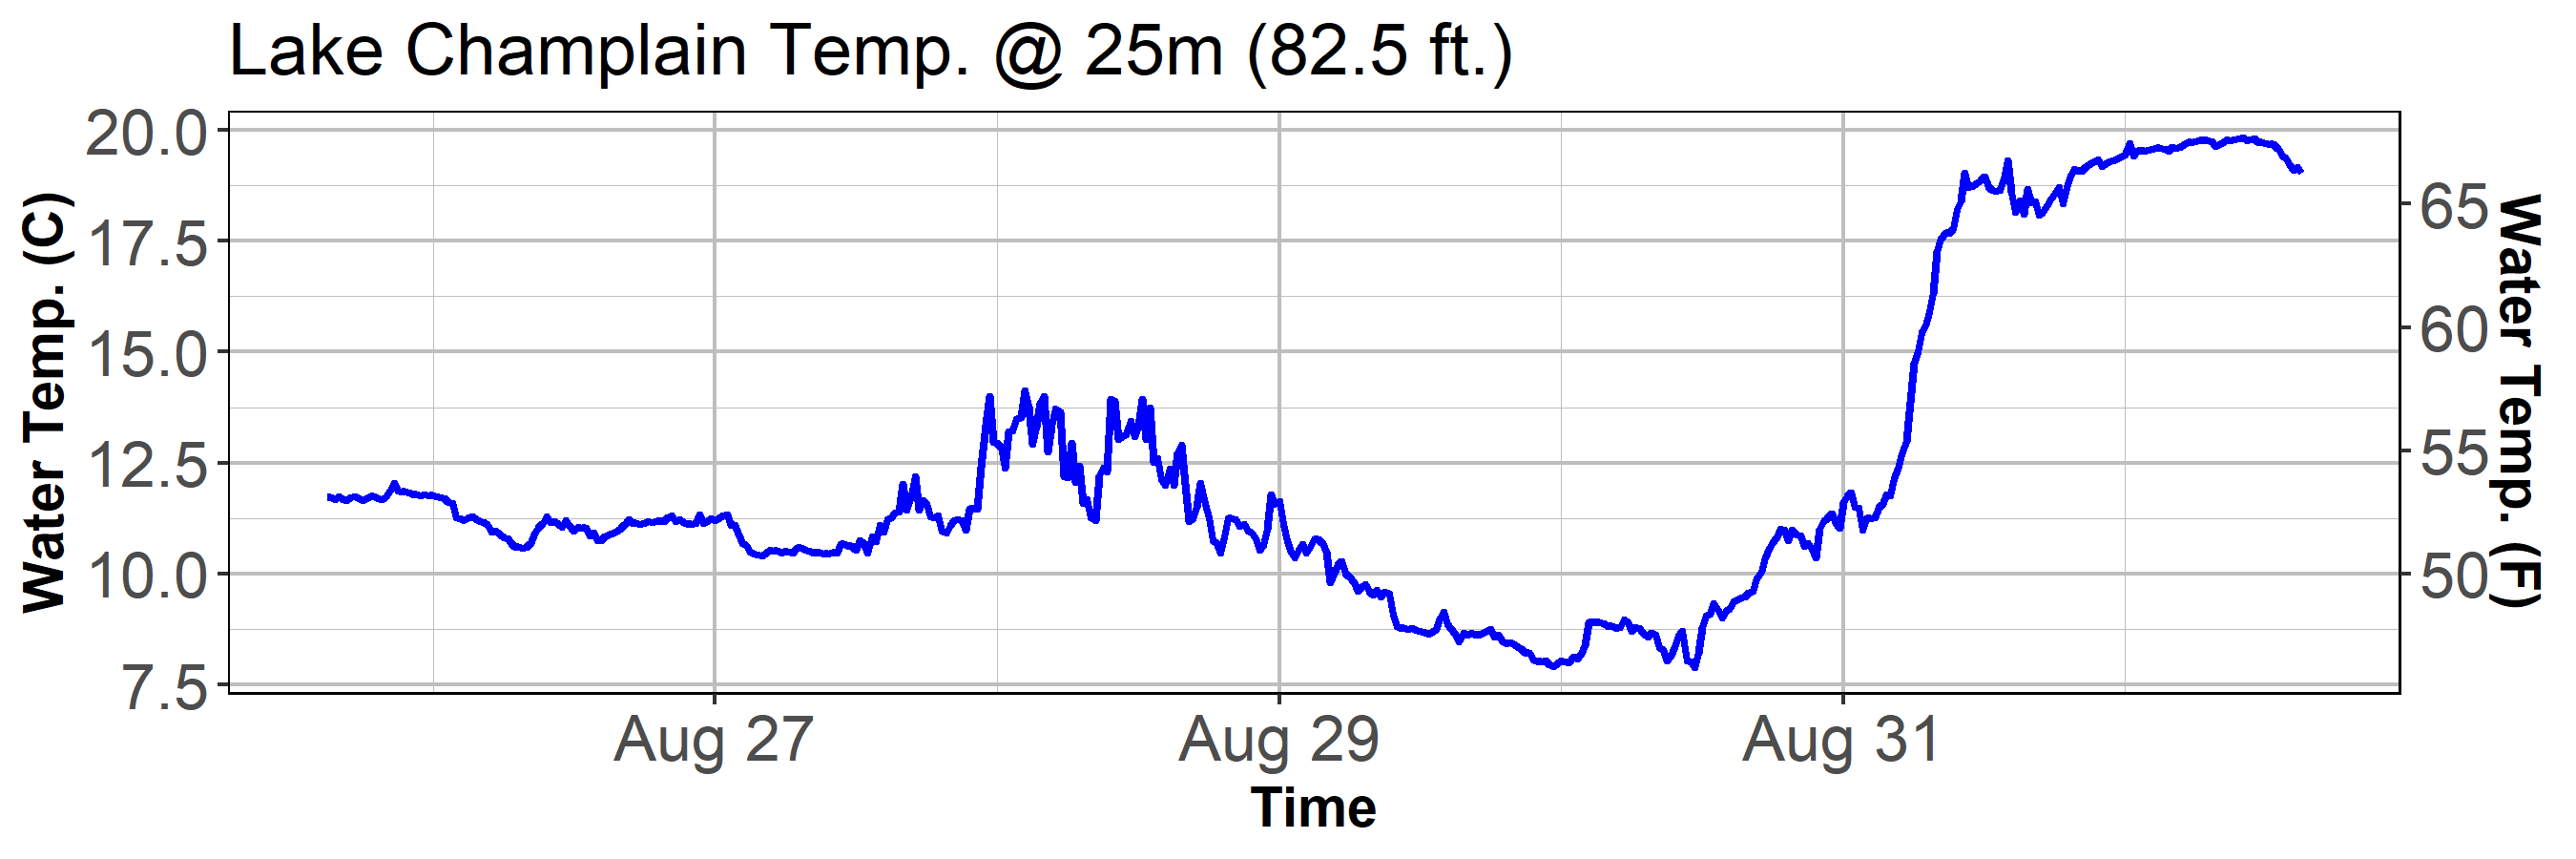 Lake Champlain Temp. @ 25m (82.5 ft.)
Water Temp. (C)
20.0
17.5
15.0
12.5
10.0
7.5
65
60
55
50
Water Temp. (F)
Aug 27 Aug 29 Aug 31
Time